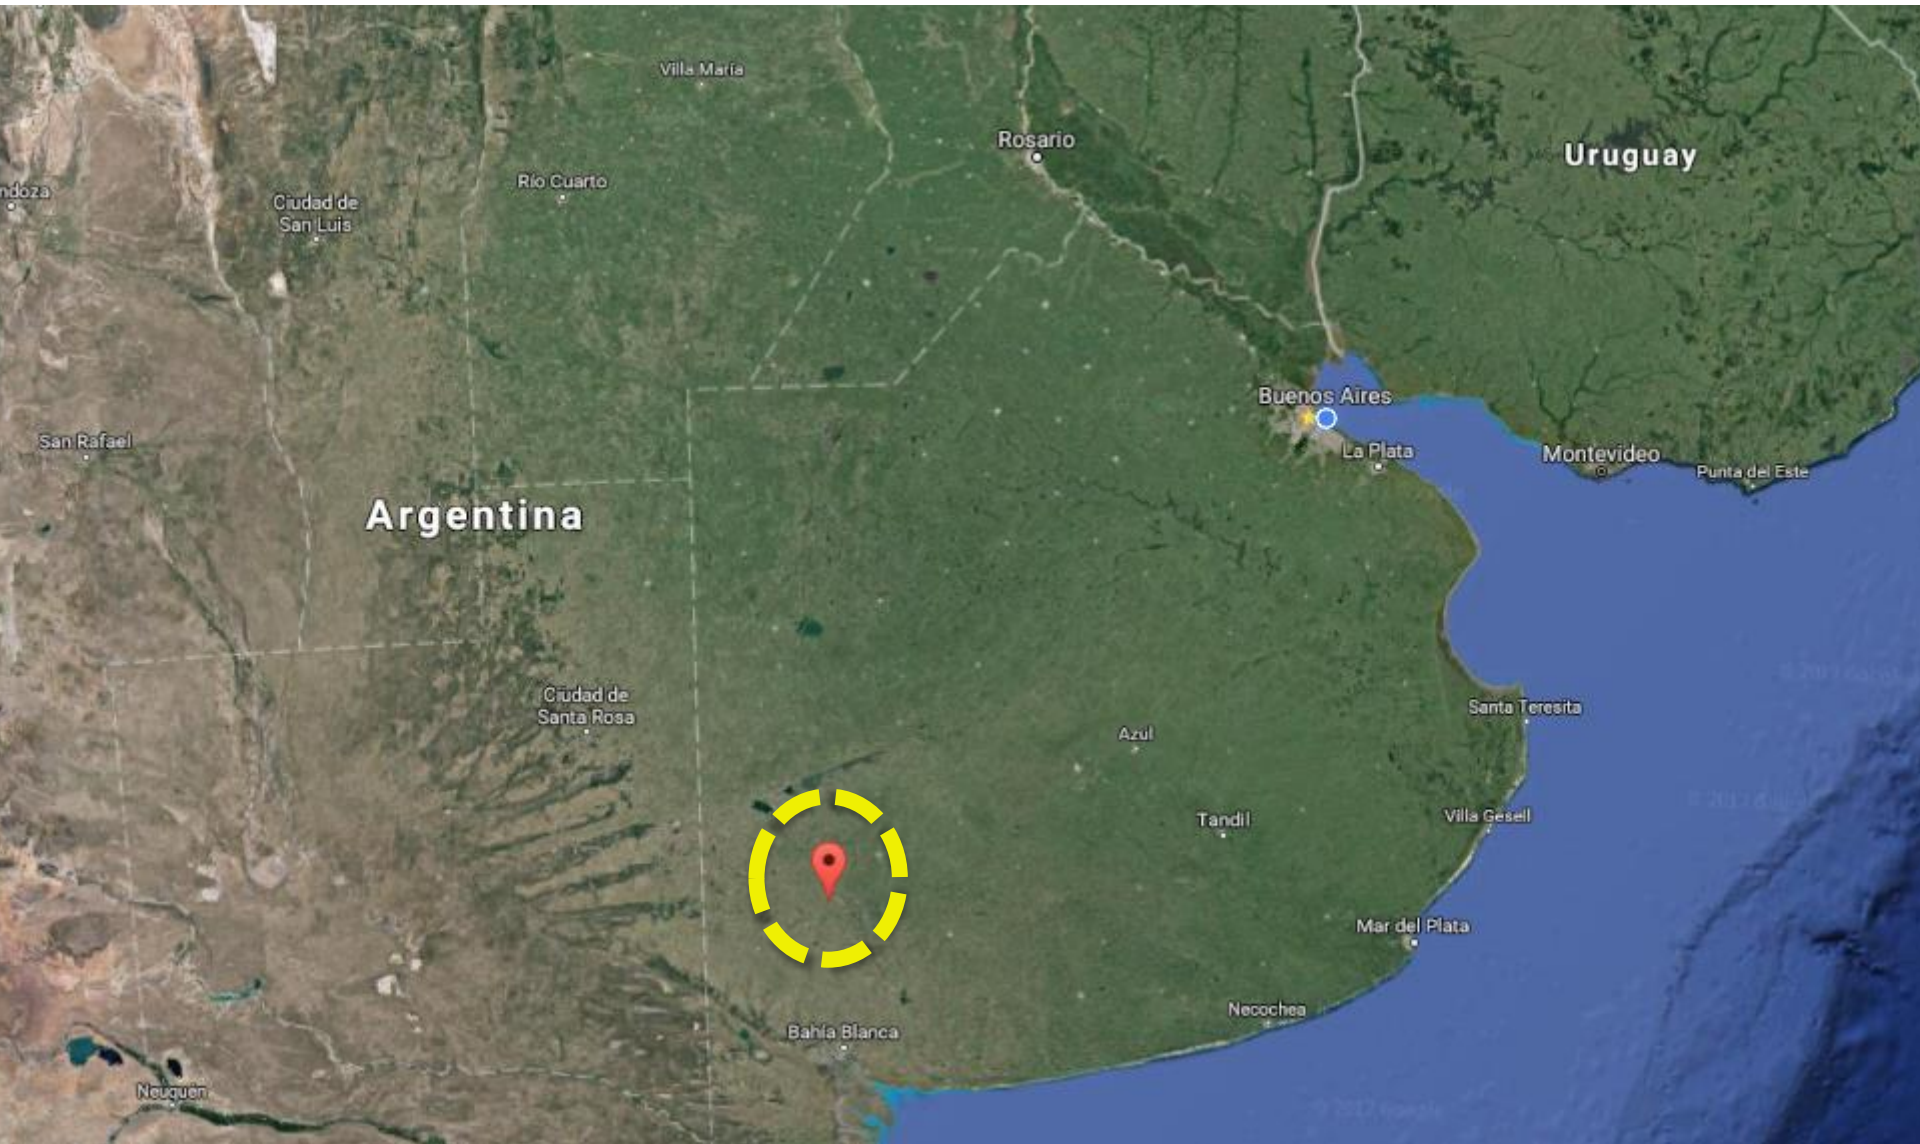 Villa María
Rosario
Uruguay
Río Cuarto
ndoza
Ciudad de
San Luis
Buenos Aires
San Rafael
La Plata
Montevideo
Punta del Este
Argentina
Ciudad de
Santa Rosa
Santa Teresita
Azul
Tandil
Villa Gesell
Mar del Plata
Necochea
Bahía Blanca
Neuquén